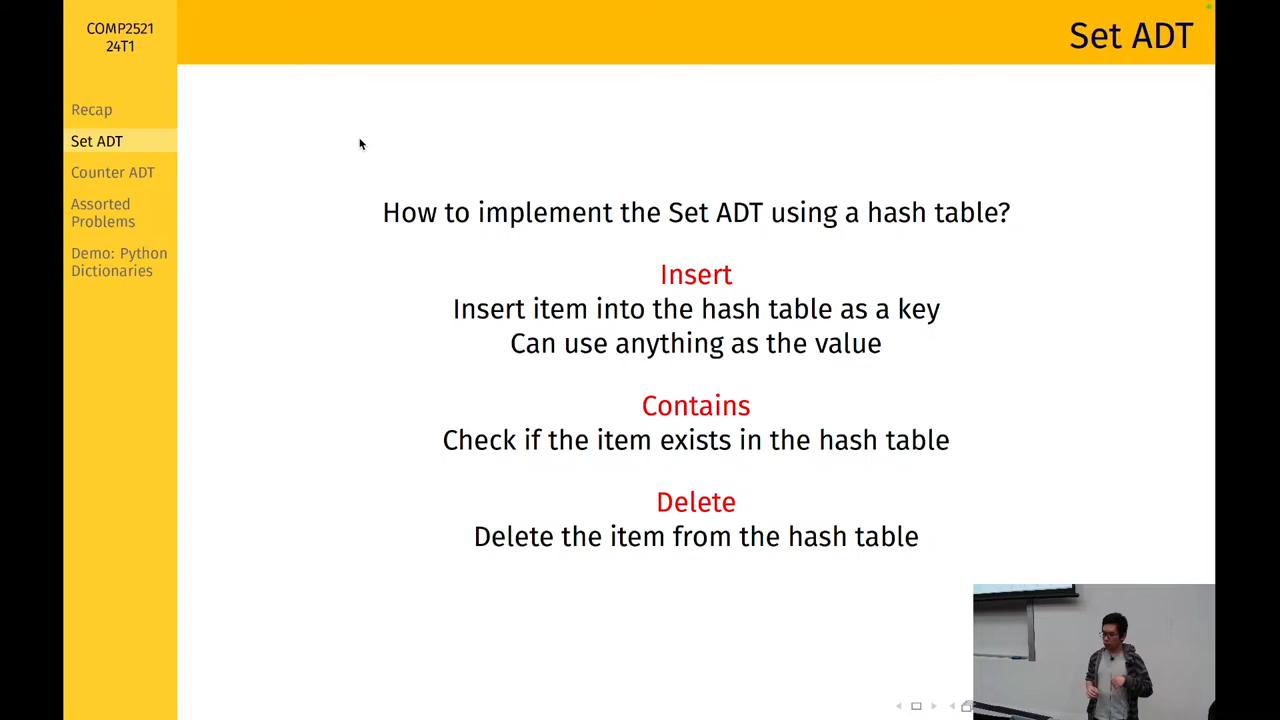 COMP2521
24T1
Set ADT
Recap
Set ADT
Counter ADT
Assorted
Problems
Demo: Python
Dictionaries
How to implement the Set ADT using a hash table?
Insert
Insert item into the hash table as a key
Can use anything as the value
Contains
Check if the item exists in the hash table
Delete
Delete the item from the hash table